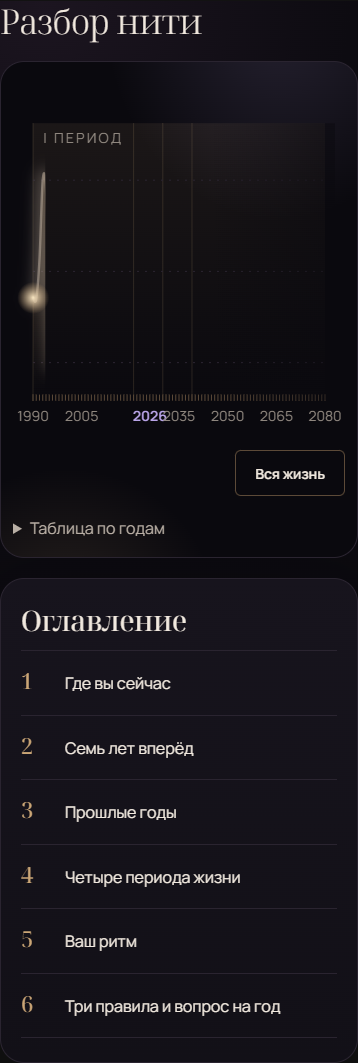 Разбор нити
I ПЕРИОД
1990 2005 2026 2035 2050 2065 2080
Вся жизнь
Таблица по годам
Оглавление
1 Где вы сейчас
2 Семь лет вперёд
3 Прошлые годы
4 Четыре периода жизни
5 Ваш ритм
6 Три правила и вопрос на год